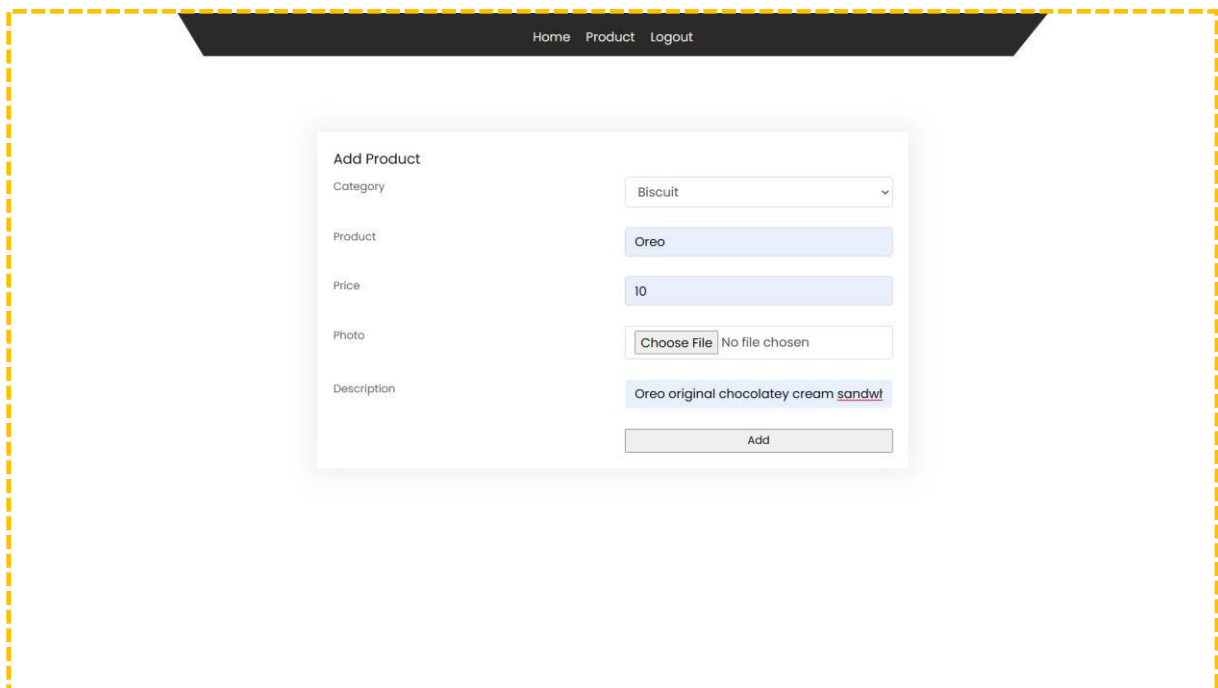 Home Product Logout
Add Product
Category
Biscuit
Product
Oreo
Price
10
Photo
Choose File No file chosen
Description
Oreo original chocolatey cream
Add